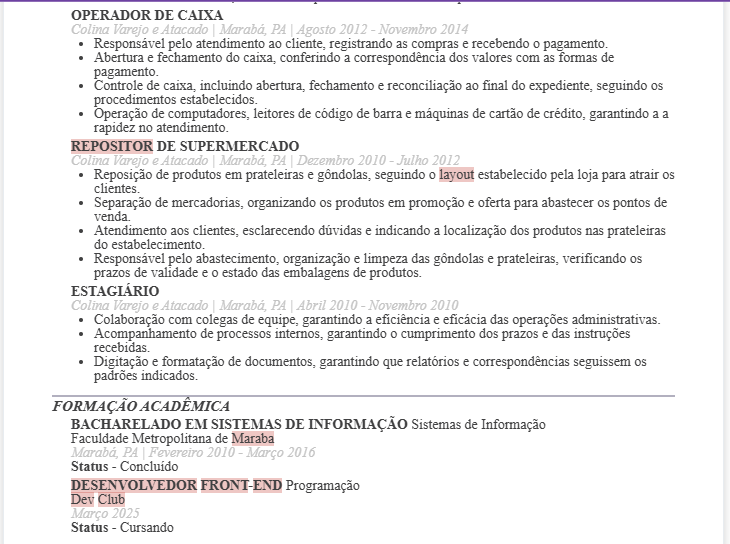 OPERADOR DE CAIXA
Colina Varejo e Atacado | Marabá, PA | Agosto 2012 - Novembro 2014
• Responsável pelo atendimento ao cliente, registrando as compras e recebendo o pagamento.
• Abertura e fechamento do caixa, conferindo a correspondência dos valores com as formas de
pagamento.
• Controle de caixa, incluindo abertura, fechamento e reconciliação ao final do expediente, seguindo os
procedimentos estabelecidos.
• Operação de computadores, leitores de código de barra e máquinas de cartão de crédito, garantindo a a
rapidez no atendimento.
REPOSITOR DE SUPERMERCADO
Colina Varejo e Atacado | Marabá, PA | Dezembro 2010 - Julho 2012
• Reposição de produtos em prateleiras e gôndolas, seguindo o layout estabelecido pela loja para atrair os
clientes.
• Separação de mercadorias, organizando os produtos em promoção e oferta para abastecer os pontos de
venda.
• Atendimento aos clientes, esclarecendo dúvidas e indicando a localização dos produtos nas prateleiras
do estabelecimento.
• Responsável pelo abastecimento, organização e limpeza das gôndolas e prateleiras, verificando os
prazos de validade e o estado das embalagens de produtos.
ESTAGIÁRIO
Colina Varejo e Atacado | Marabá, PA | Abril 2010 - Novembro 2010
• Colaboração com colegas de equipe, garantindo a eficiência e eficácia das operações administrativas.
• Acompanhamento de processos internos, garantindo o cumprimento dos prazos e das instruções
recebidas.
• Digitação e formatação de documentos, garantindo que relatórios e correspondências seguissem os
padrões indicados.
FORMAÇÃO ACADÊMICA
BACHARELADO EM SISTEMAS DE INFORMAÇÃO Sistemas de Informação
Faculdade Metropolitana de Maraba
Marabá, PA | Fevereiro 2010 - Março 2016
Status - Concluído
DESENVOLVEDOR FRONT-END Programação
Dev Club
Março 2025
Status - Cursando